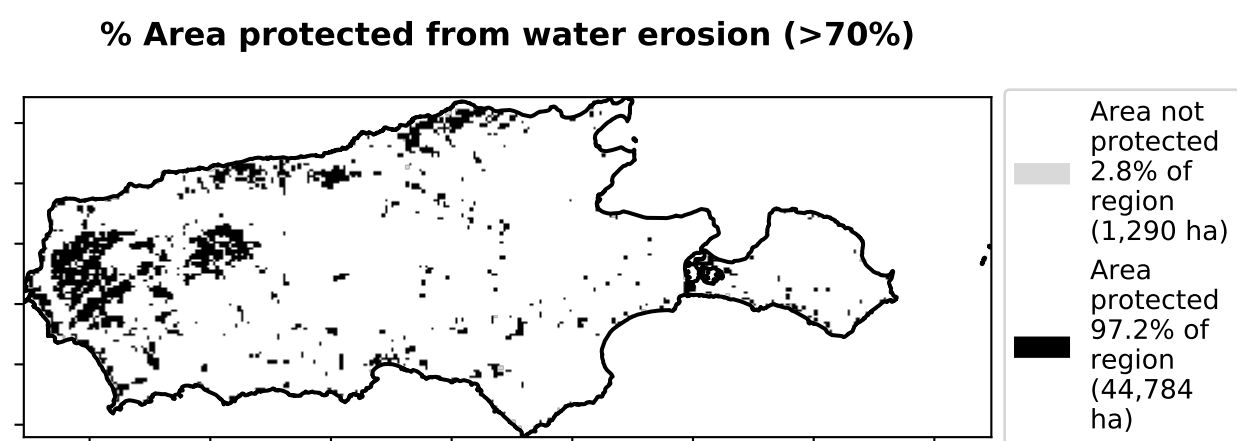 % Area protected from water erosion (>70%)
Area not
protected
2.8% of
region
(1,290 ha)
Area
protected
97.2% of
region
(44,784
ha)